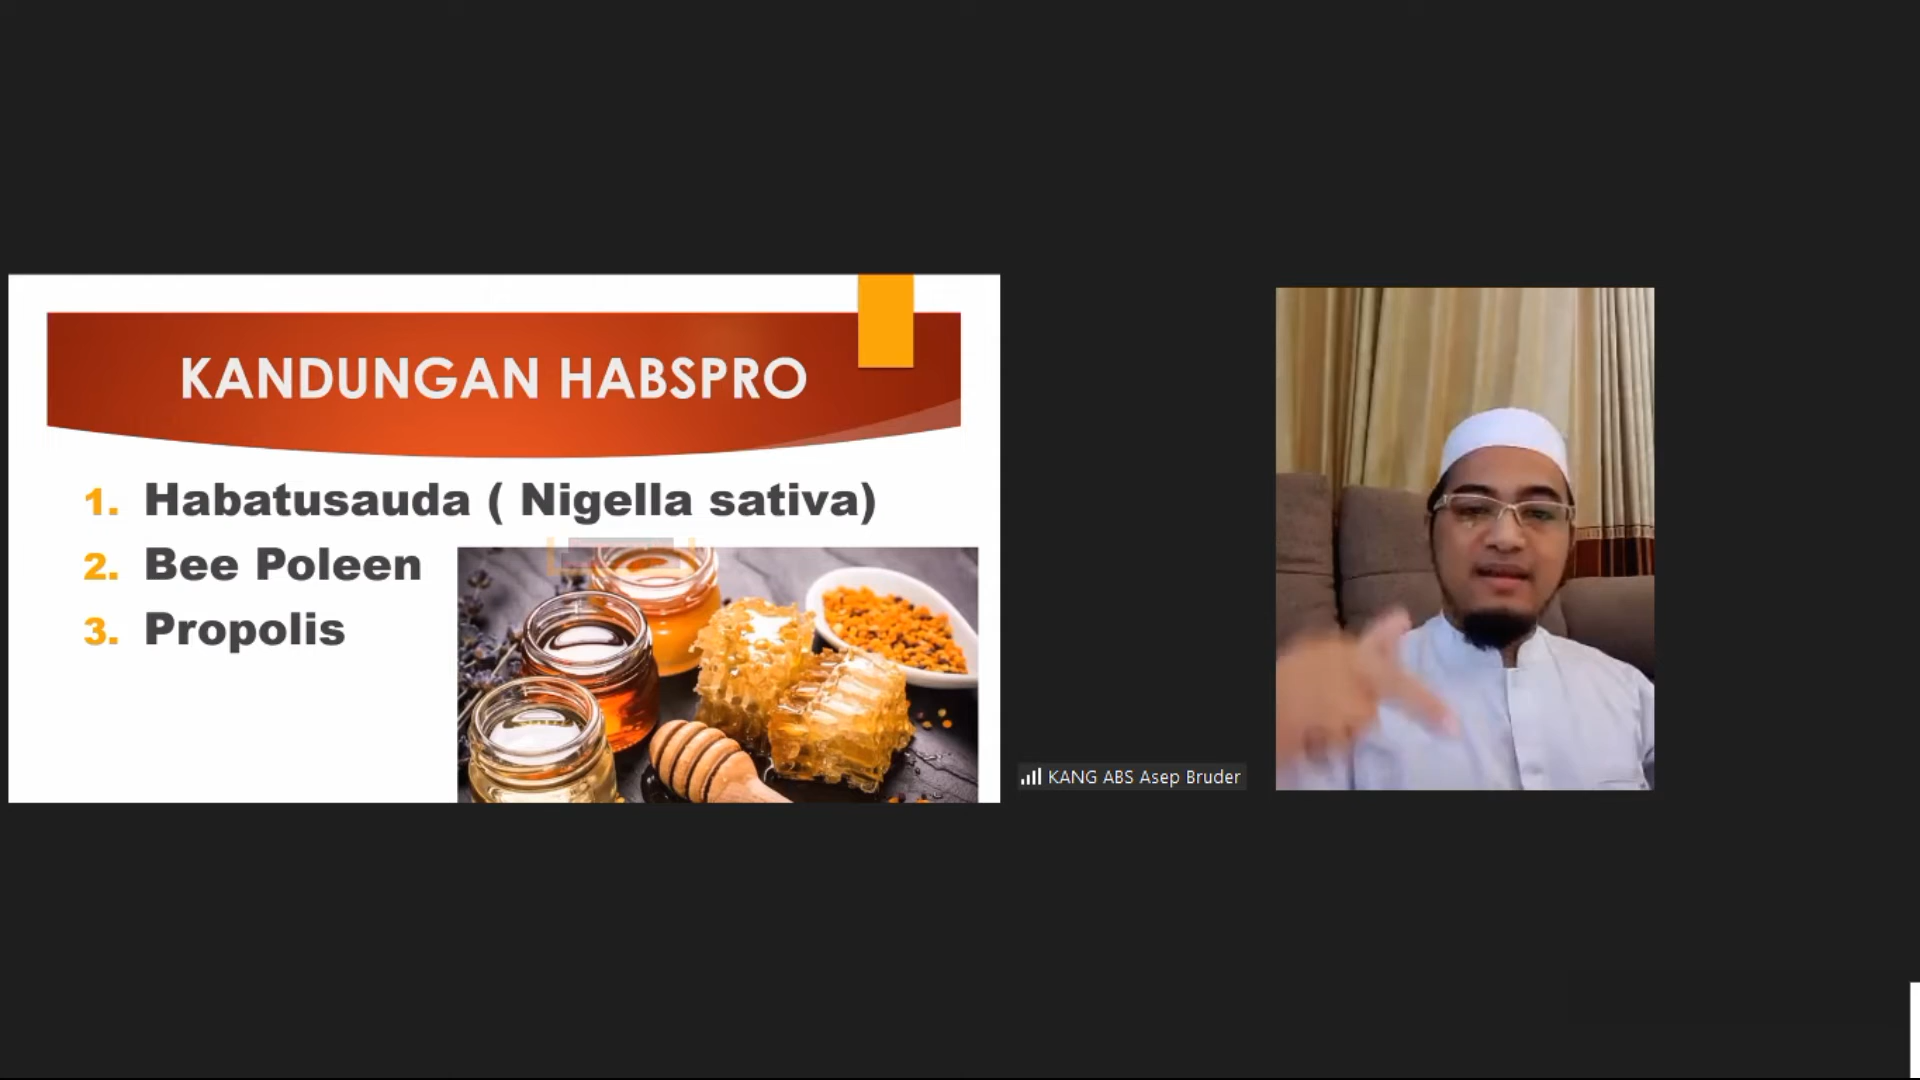 KANDUNGAN HABSPRO
1. Habatusauda ( Nigella sativa)
2. Bee Poleen
3. Propolis
KANG ABS Asep Bruder